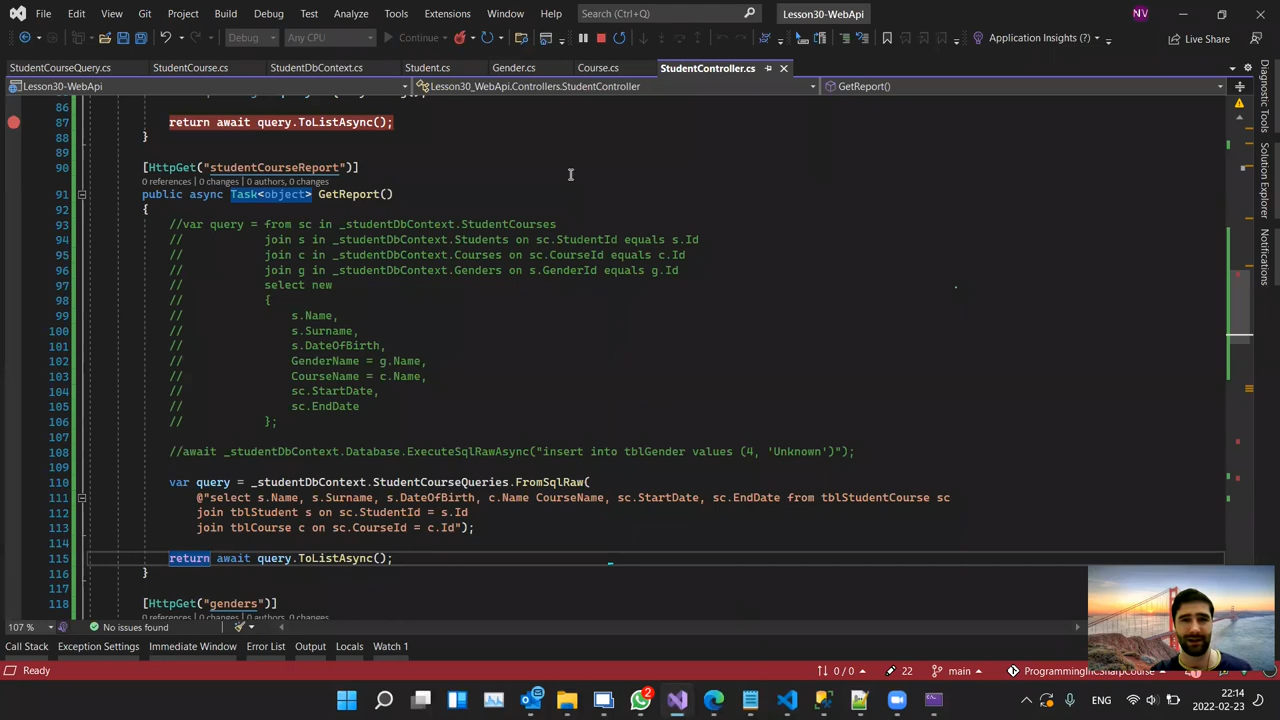 File Edit View Git Project Build Debug Test Analyze Tools Extensions Window Help Search (Ctrl+Q) Lesson30-WebApi NV
Debug Any CPU Continue Application Insights (?) Live Share
StudentCourseQuery.cs StudentCourse.cs StudentDbContext.cs Student.cs Gender.cs Course.cs StudentController.cs
Lesson30-WebApi Lesson30_WebApi.Controllers.StudentController GetReport()
86
87 return await query.ToListAsync();
88 }
89
90 [HttpGet("studentCourseReport")]
0 references | 0 changes | 0 authors, 0 changes
91 public async Task<object> GetReport()
92 {
93 //var query = from sc in _studentDbContext.StudentCourses
94 // join s in _studentDbContext.Students on sc.StudentId equals s.Id
95 // join c in _studentDbContext.Courses on sc.CourseId equals c.Id
96 // join g in _studentDbContext.Genders on s.GenderId equals g.Id
97 // select new
98 // {
99 // s.Name,
100 // s.Surname,
101 // s.DateOfBirth,
102 // GenderName = g.Name,
103 // CourseName = c.Name,
104 // sc.StartDate,
105 // sc.EndDate
106 // };
107
108 //await _studentDbContext.Database.ExecuteSqlRawAsync("insert into tblGender values (4, 'Unknown')");
109
110 var query = _studentDbContext.StudentCourseQueries.FromSqlRaw(
111 @"select s.Name, s.Surname, s.DateOfBirth, c.Name CourseName, sc.StartDate, sc.EndDate from tblStudentCourse sc
112 join tblStudent s on sc.StudentId = s.Id
113 join tblCourse c on sc.CourseId = c.Id");
114
115 return await query.ToListAsync();
116 }
117
118 [HttpGet("genders")]
Diagnostic Tools
Solution Explorer
Notifications
107 % No issues found
Call Stack Exception Settings Immediate Window Error List Output Locals Watch 1
Ready 0 / 0 22 main ProgrammingInCSharpCourse
2 ENG 22:14
2022-02-23